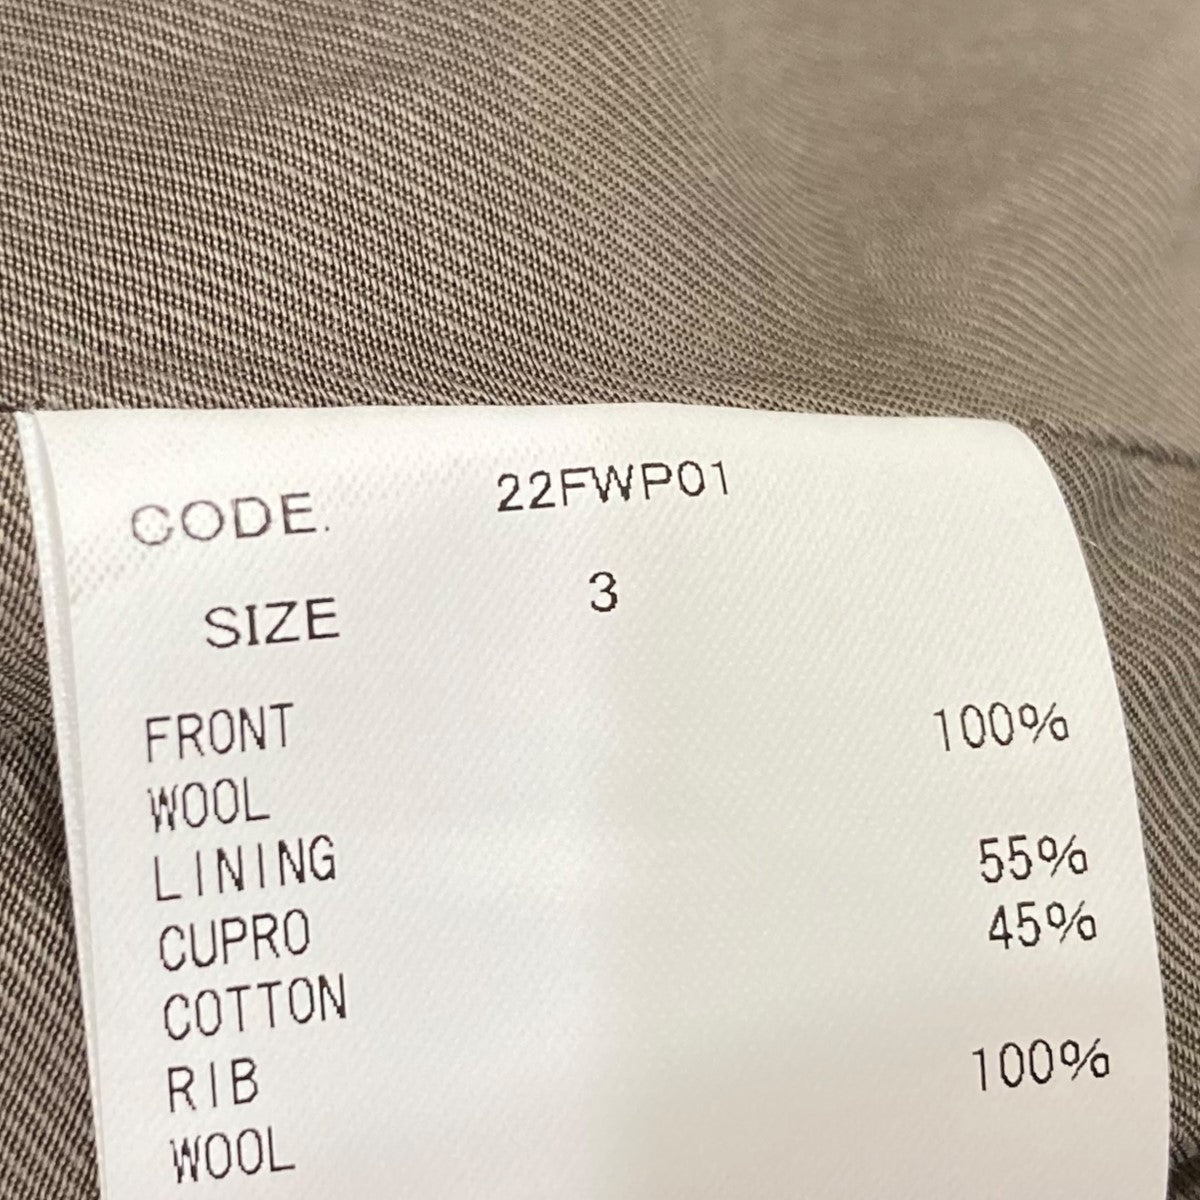 CODE. 22FWP01
SIZE 3
FRONT
WOOL 100%
LINING
CUPRO 55%
COTTON 45%
RIB
WOOL 100%